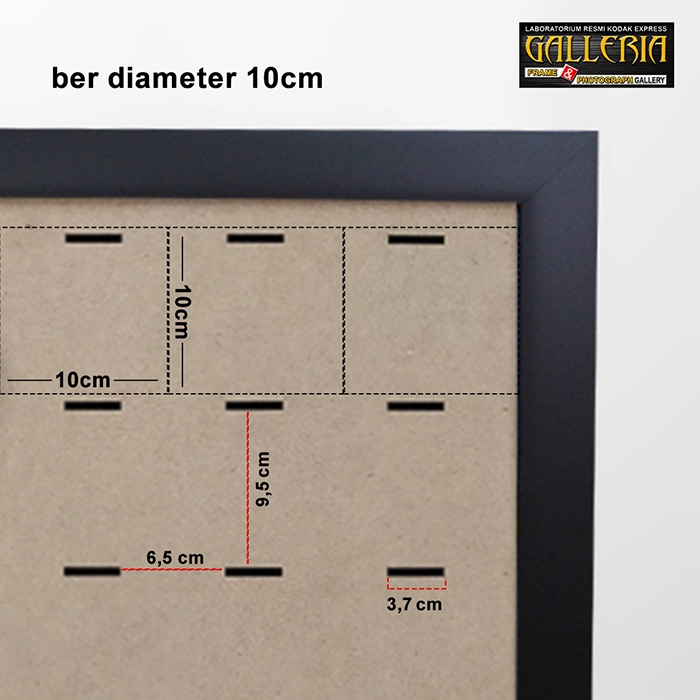 LABORATORIUM RESMI KODAK EXPRESS
GALLERIA
FRAME & PHOTOGRAPH GALLERY
ber diameter 10cm
10cm
10cm
9,5 cm
6,5 cm
3,7 cm